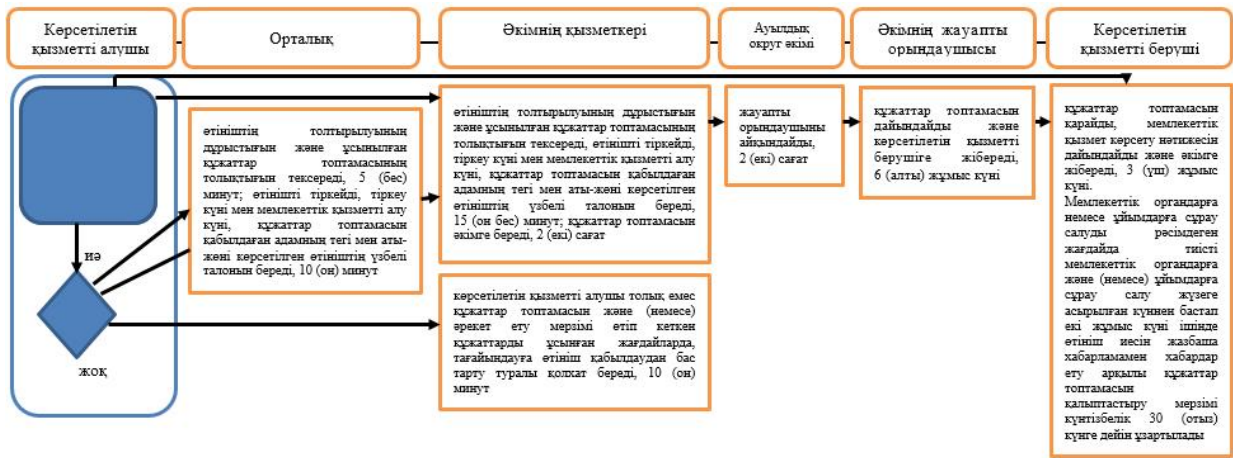 Көрсетілетін
қызметті алушы
Орталық
Әкімнің қызметкері
Ауылдық
округ әкімі
Әкімнің жауапты
орындаушысы
Көрсетілетін
қызметті беруші
өтініштің толтырылуының
дұрыстығын және ұсынылған
құжаттар топтамасының
толықтығын тексереді, 5 (бес)
минут; өтінішті тіркейді, тіркеу
күні мен мемлекеттік қызметті алу
күні, құжаттар топтамасын
қабылдаған адамның тегі мен аты-
жөні көрсетілген өтініштің үзбелі
талонын береді, 10 (он) минут
өтініштің толтырылуының дұрыстығын
және ұсынылған құжаттар топтамасының
толықтығын тексереді, өтінішті тіркейді,
тіркеу күні мен мемлекеттік қызметті алу
күні, құжаттар топтамасын қабылдаған
адамның тегі мен аты-жөні көрсетілген
өтініштің үзбелі талонын береді,
15 (он бес) минут; құжаттар топтамасын
әкімге береді, 2 (екі) сағат
жауапты
орындаушыны
айқындайды,
2 (екі) сағат
құжаттар топтамасын
дайындайды және
көрсетілетін қызметті
берушіге жібереді,
6 (алты) жұмыс күні
құжаттар топтамасын
қарайды, мемлекеттік
қызмет көрсету нәтижесін
дайындайды және әкімге
жібереді, 3 (үш) жұмыс
күні.
Мемлекеттік органдарға
немесе ұйымдарға сұрау
салуды рәсімдеген
жағдайда тиісті
мемлекеттік органдарға
және (немесе) ұйымдарға
сұрау салу жүзеге
асырылған күннен бастап
екі жұмыс күні ішінде
өтініш иесін жазбаша
хабарламамен хабардар
ету арқылы құжаттар
топтамасын
қалыптастыру мерзімі
күнтізбелік 30 (отыз)
күнге дейін ұзартылады
иә
жоқ
көрсетілетін қызметті алушы толық емес
құжаттар топтамасын және (немесе)
әрекет ету мерзімі өтіп кеткен
құжаттарды ұсынған жағдайларда,
тағайындауға өтініш қабылдаудан бас
тарту туралы қолхат береді, 10 (он)
минут